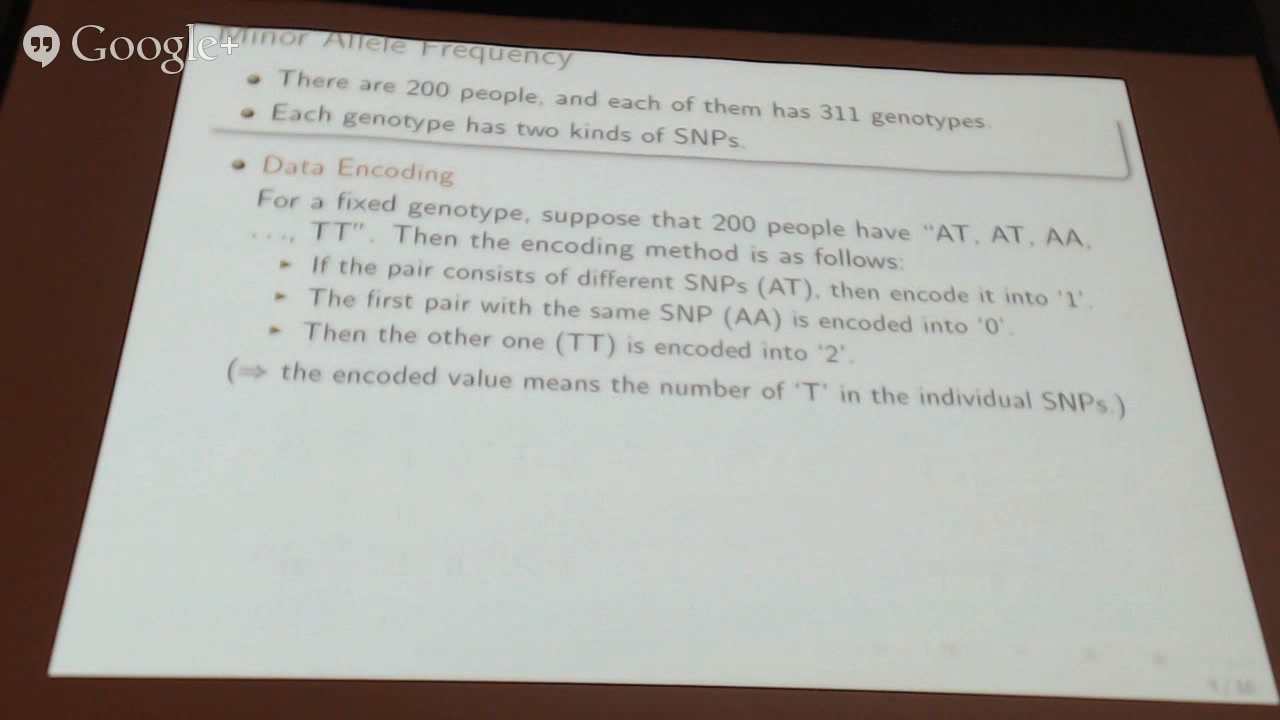 Google+
Minor Allele Frequency
There are 200 people, and each of them has 311 genotypes.
Each genotype has two kinds of SNPs.
Data Encoding
For a fixed genotype, suppose that 200 people have "AT, AT, AA,
..., TT". Then the encoding method is as follows:
If the pair consists of different SNPs (AT), then encode it into '1'.
The first pair with the same SNP (AA) is encoded into '0'.
Then the other one (TT) is encoded into '2'.
(⇒ the encoded value means the number of 'T' in the individual SNPs.)